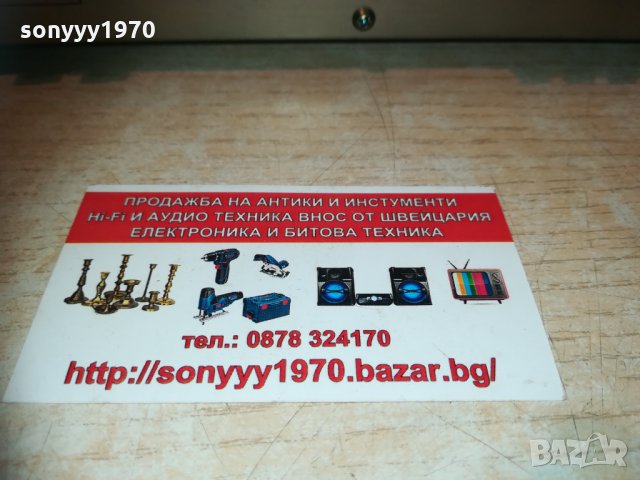 sonyyy1970
ПРОДАЖБА НА АНТИКИ И ИНСТУМЕНТИ
Hi-Fi И АУДИО ТЕХНИКА ВНОС ОТ ШВЕИЦАРИЯ
ЕЛЕКТРОНИКА И БИТОВА ТЕХНИКА
тел.: 0878 324170
http://sonyyy1970.bazar.bg/
BAZAR